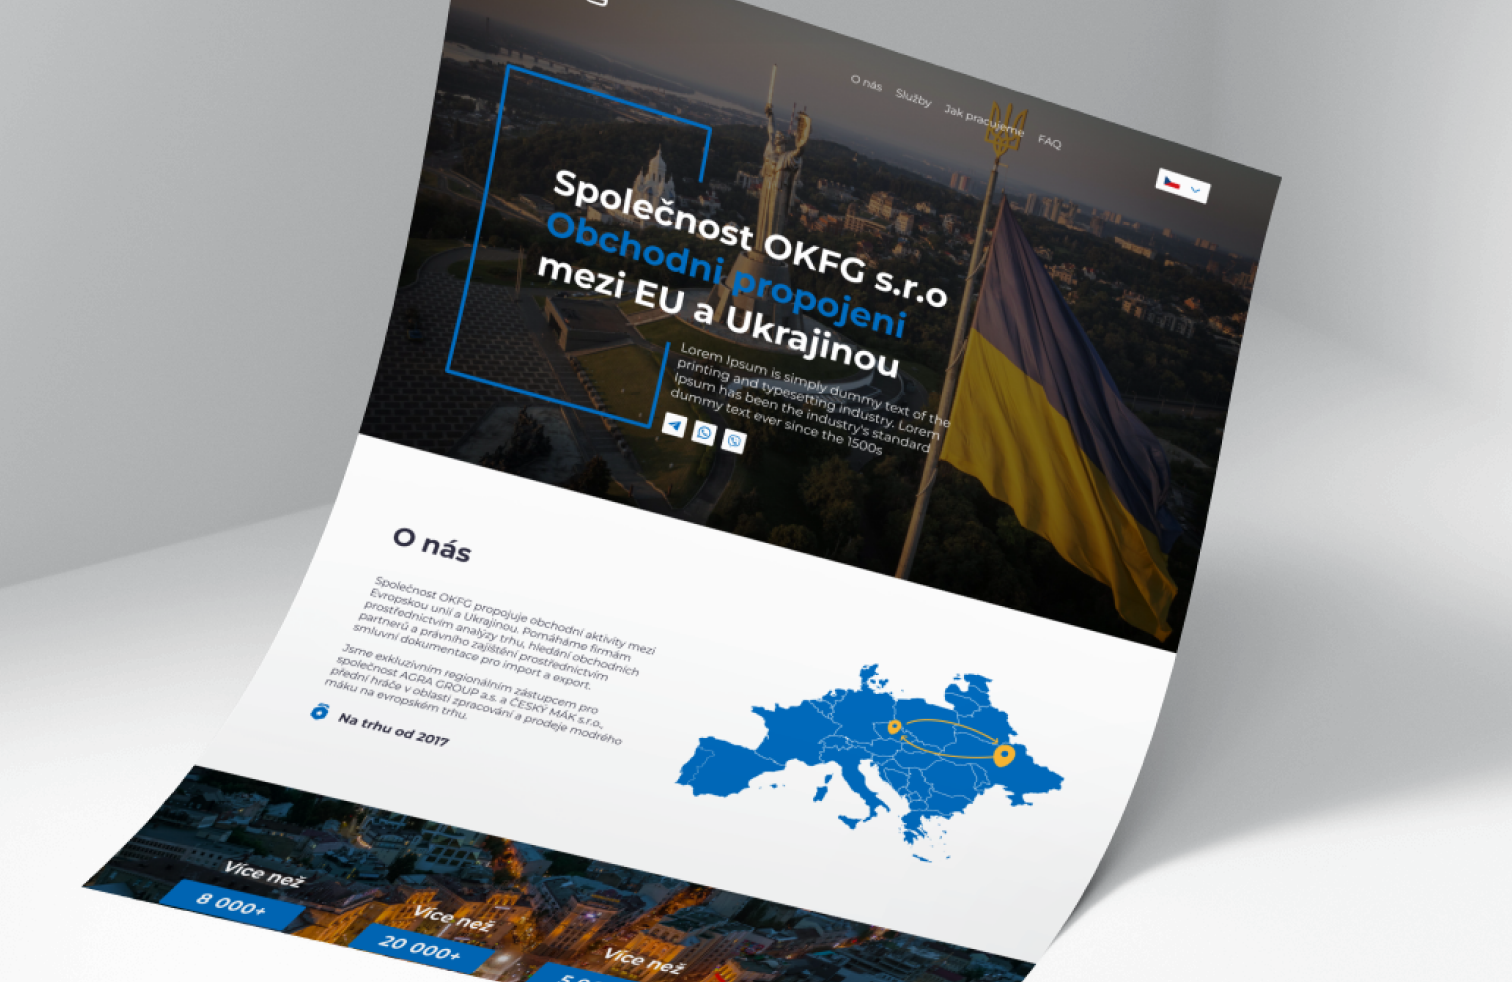 O nás Služby Jak pracujeme FAQ
Společnost OKFG s.r.o
Obchodni propojeni
mezi EU a Ukrajinou
Lorem Ipsum is simply dummy text of the
printing and typesetting industry. Lorem
Ipsum has been the industry's standard
dummy text ever since the 1500s
O nás
Společnost OKFG propojuje obchodní aktivity mezi
Evropskou unií a Ukrajinou. Pomáháme firmám
prostřednictvím analýzy trhu, hledání obchodních
partnerů a právního zajištění prostřednictvím
smluvní dokumentace pro import a export.
Jsme exkluzivním regionálním zástupcem pro
společnost AGRA GROUP a.s. a ČESKÝ MÁK s.r.o.,
přední hráče v oblasti zpracování a prodeje modrého
máku na evropském trhu.
Na trhu od 2017
Více než
8 000+
Více než
20 000+
Více než